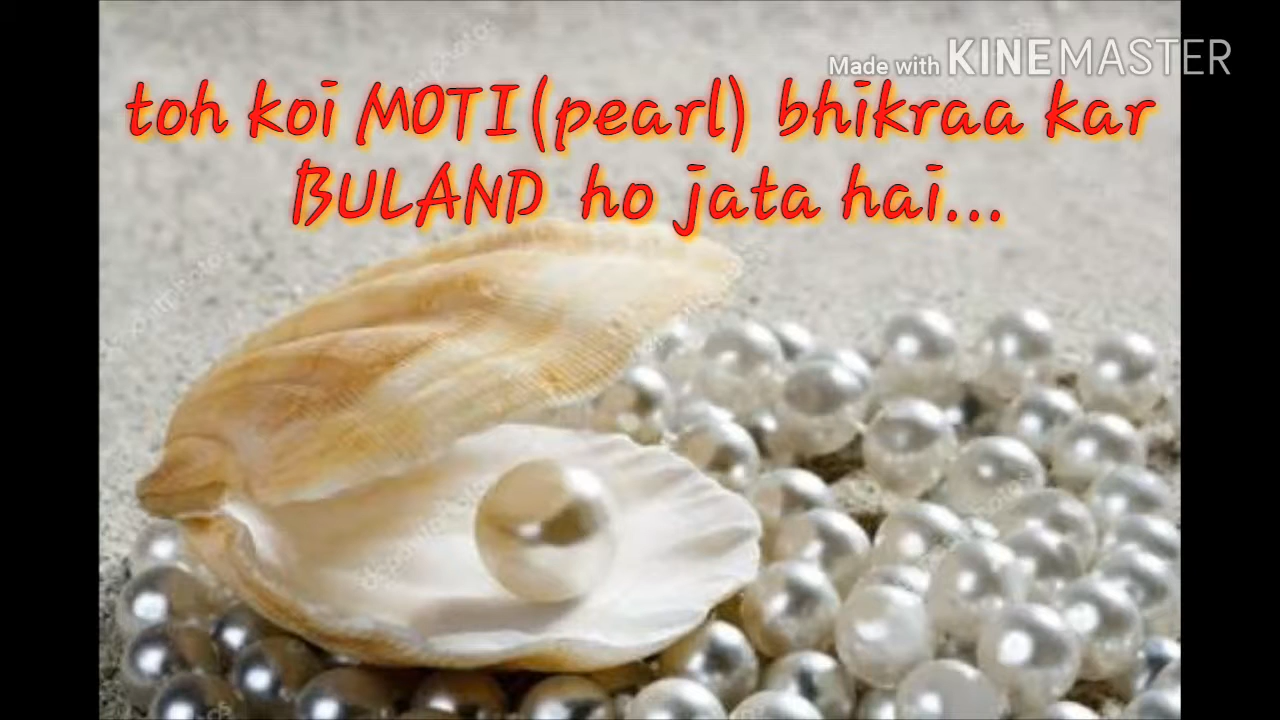 Made with KINEMASTER
toh koi MOTI (pearl) bhikraa kar
BULAND ho jata hai...